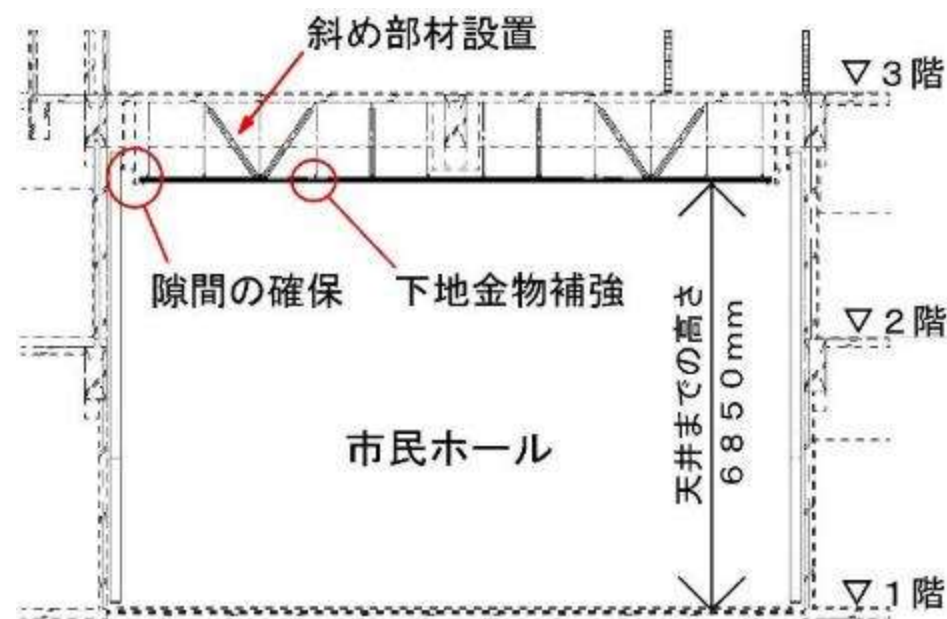 斜め部材設置
▽3階
隙間の確保
下地金物補強
天井までの高さ
6850mm
▽2階
市民ホール
▽1階